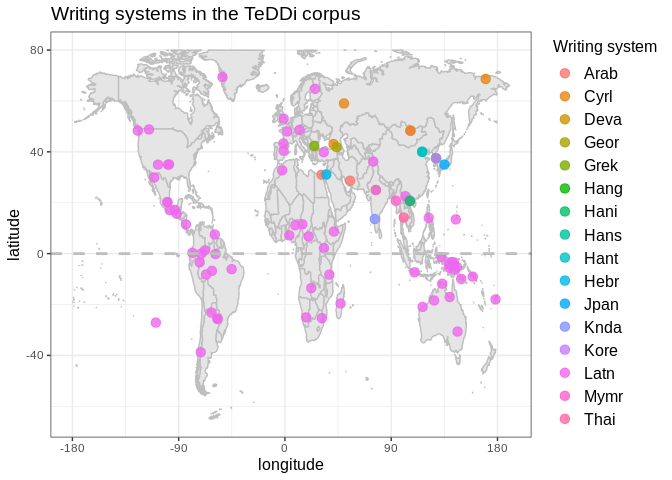 Writing systems in the TeDDi corpus
Writing system
Arab
Cyrl
Deva
Geor
Grek
Hang
Hani
Hans
Hant
Hebr
Jpan
Knda
Kore
Latn
Mymr
Thai
latitude
80
40
0
-40
-180
-90
0
90
180
longitude